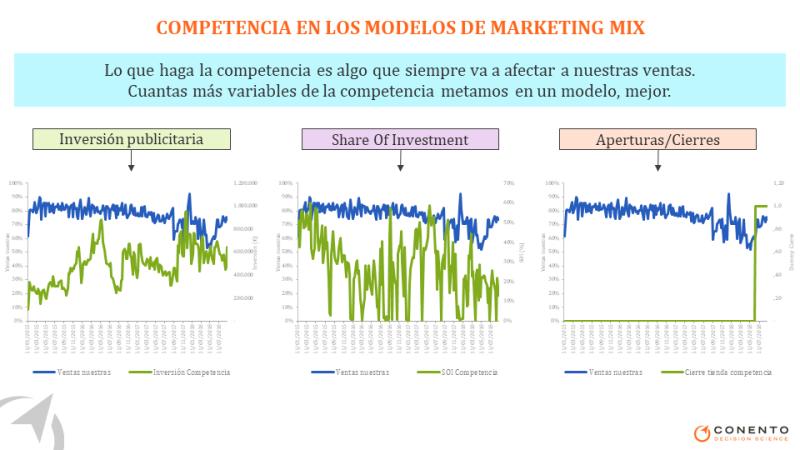 COMPETENCIA EN LOS MODELOS DE MARKETING MIX
Lo que haga la competencia es algo que siempre va a afectar a nuestras ventas.
Cuantas más variables de la competencia metamos en un modelo, mejor.
Inversión publicitaria
Share Of Investment
Aperturas/Cierres
100%
90%
80%
70%
60%
50%
40%
30%
20%
10%
0%
Ventas nuestras
1.200.000
1.000.000
800.000
600.000
400.000
200.000
Inversión (€)
Ventas nuestras
Inversión Competencia
100%
90%
80%
70%
60%
50%
40%
30%
20%
10%
0%
Ventas nuestras
70%
60%
50%
40%
30%
20%
10%
0%
SOI (%)
Ventas nuestras
SOI Competencia
100%
90%
80%
70%
60%
50%
40%
30%
20%
10%
0%
Ventas nuestras
1,20
1,0
,80
,60
,40
,20
Dummy Cierre
Ventas nuestras
Cierre tienda competencia
CONENTO
DECISION SCIENCE